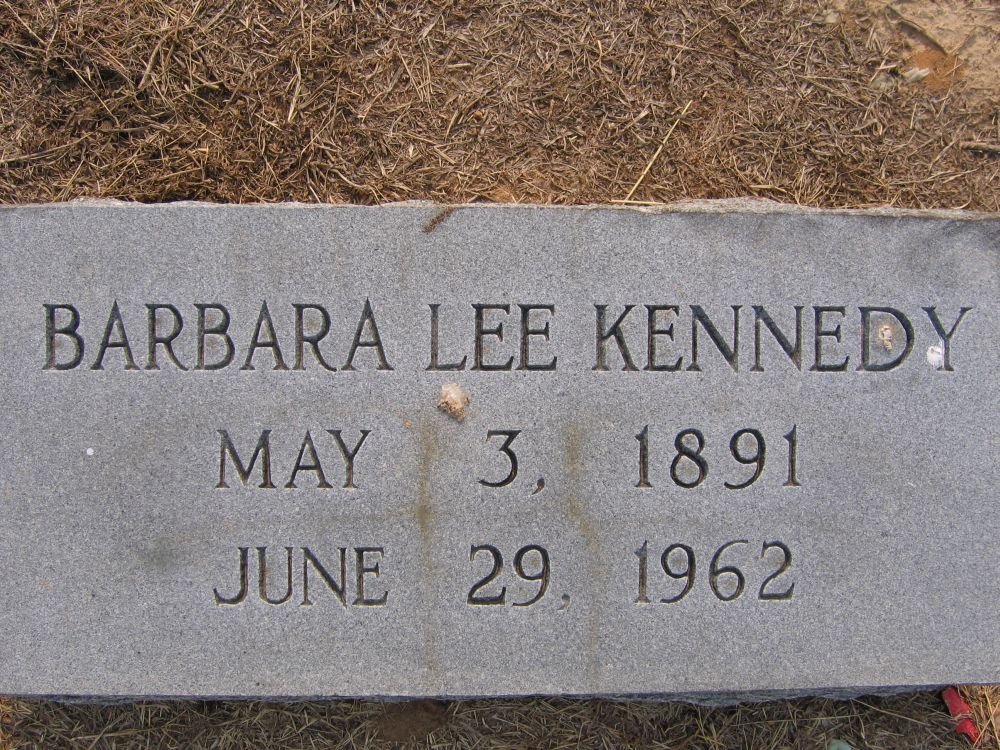 BARBARA LEE KENNEDY
MAY 3, 1891
JUNE 29, 1962